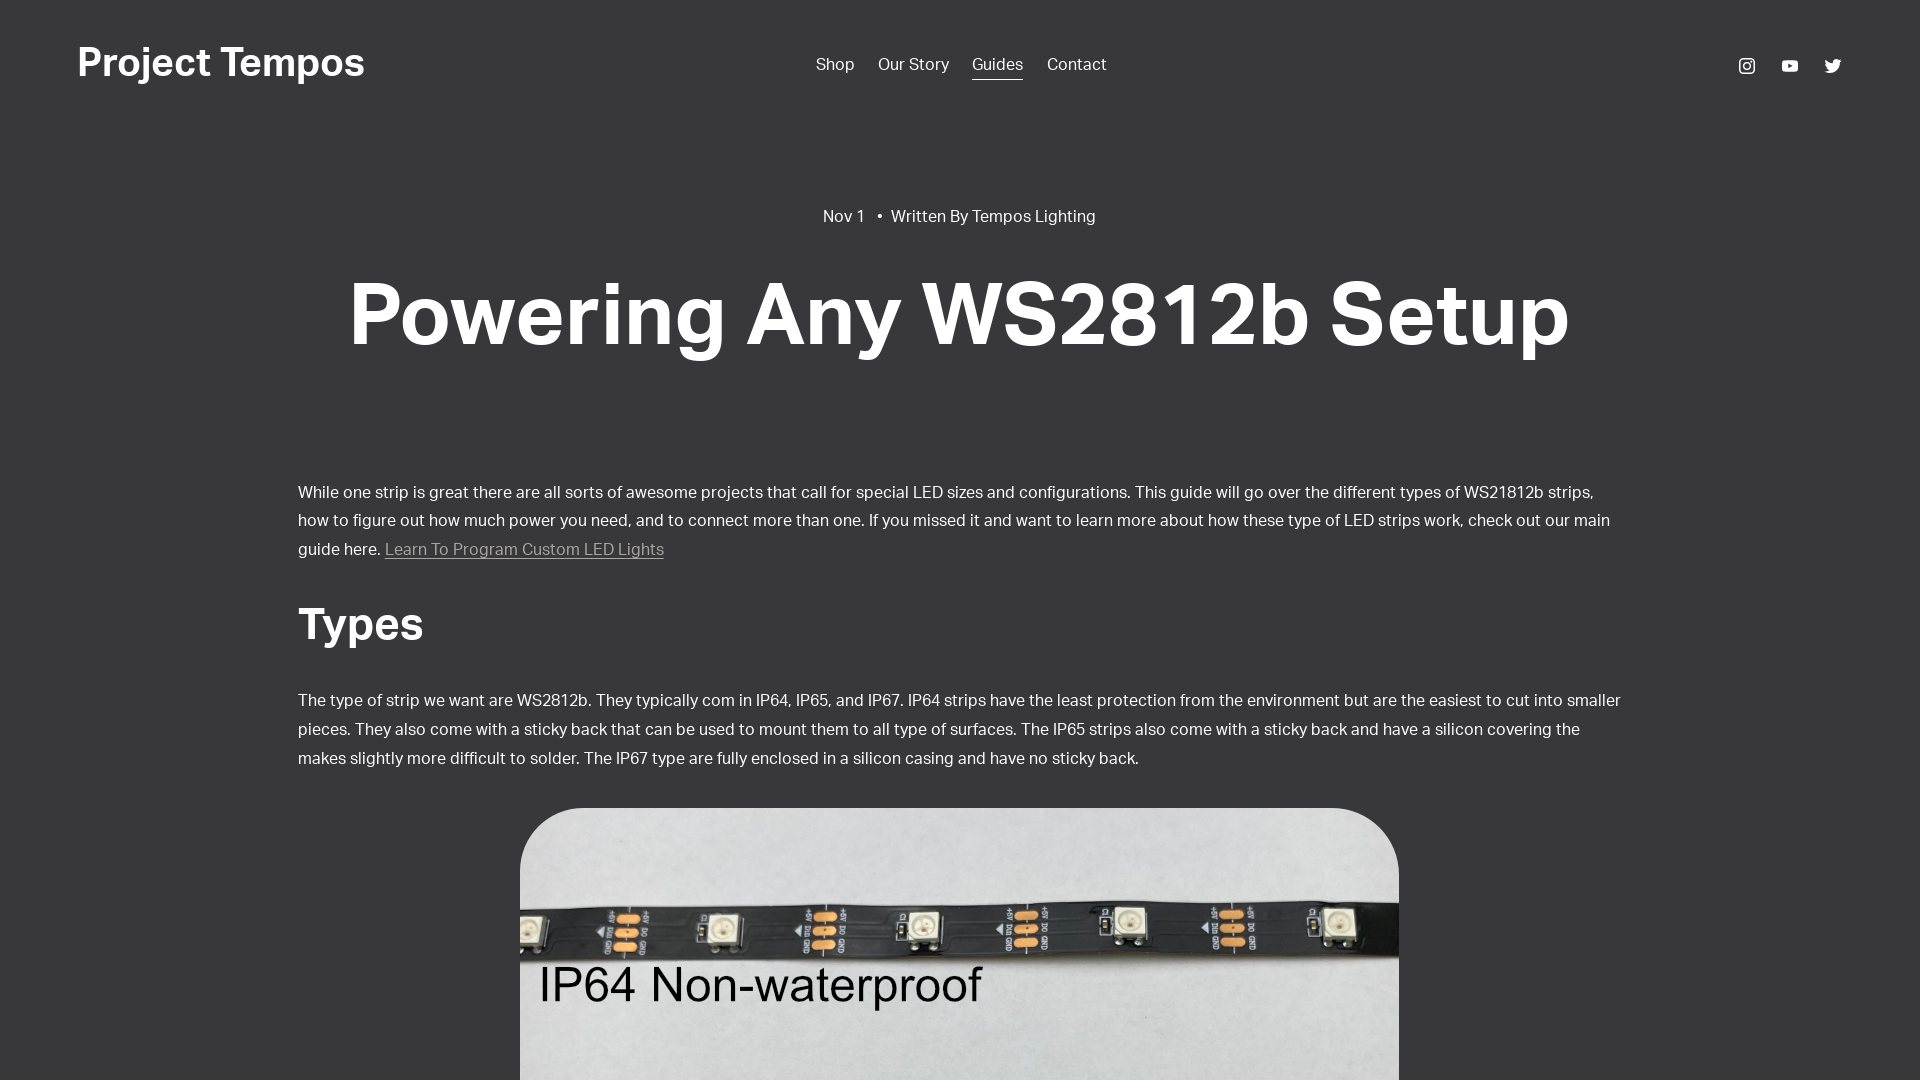 Project Tempos
Shop
Our Story
Guides
Contact
Nov 1 • Written By Tempos Lighting
Powering Any WS2812b Setup
While one strip is great there are all sorts of awesome projects that call for special LED sizes and configurations. This guide will go over the different types of WS21812b strips,
how to figure out how much power you need, and to connect more than one. If you missed it and want to learn more about how these type of LED strips work, check out our main
guide here. Learn To Program Custom LED Lights
Types
The type of strip we want are WS2812b. They typically com in IP64, IP65, and IP67. IP64 strips have the least protection from the environment but are the easiest to cut into smaller
pieces. They also come with a sticky back that can be used to mount them to all type of surfaces. The IP65 strips also come with a sticky back and have a silicon covering the
makes slightly more difficult to solder. The IP67 type are fully enclosed in a silicon casing and have no sticky back.
IP64 Non-waterproof